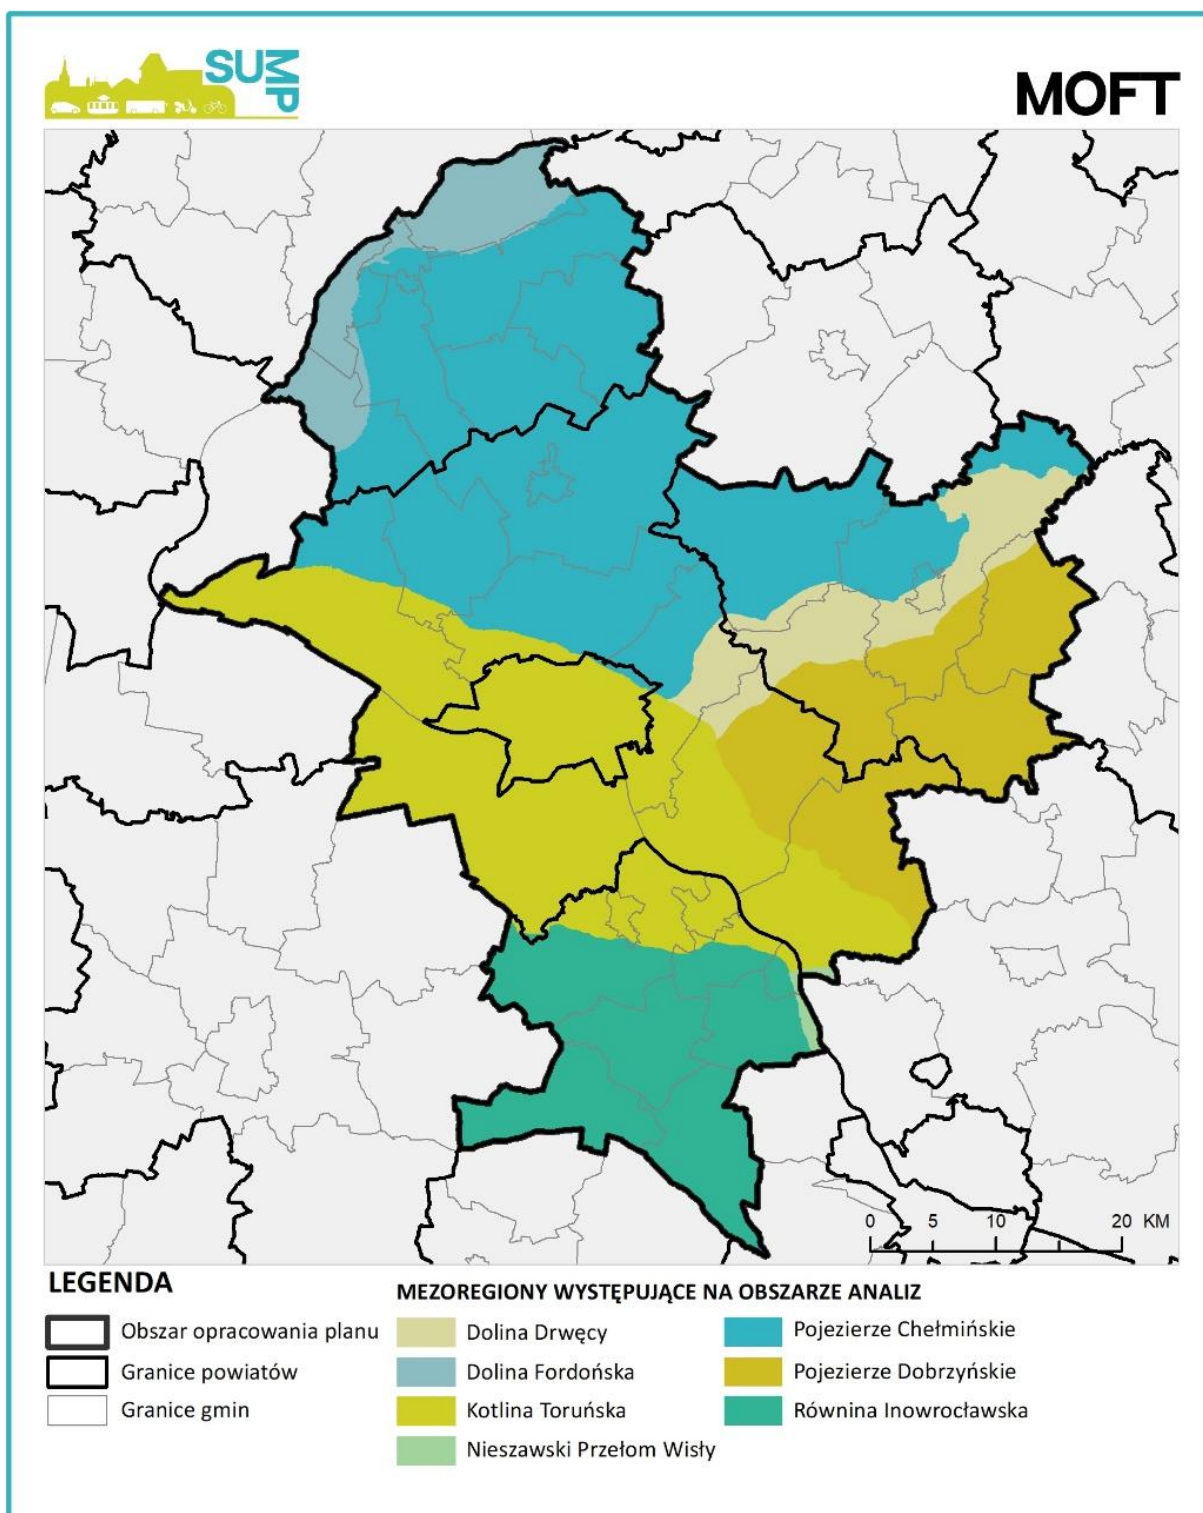 SUMP
MOFT
0 5 10 20 KM
LEGENDA
Obszar opracowania planu
Granice powiatów
Granice gmin
MEZOREGIONY WYSTĘPUJĄCE NA OBSZARZE ANALIZ
Dolina Drwęcy
Dolina Fordońska
Kotlina Toruńska
Nieszawski Przełom Wisły
Pojezierze Chełmińskie
Pojezierze Dobrzyńskie
Równina Inowrocławska